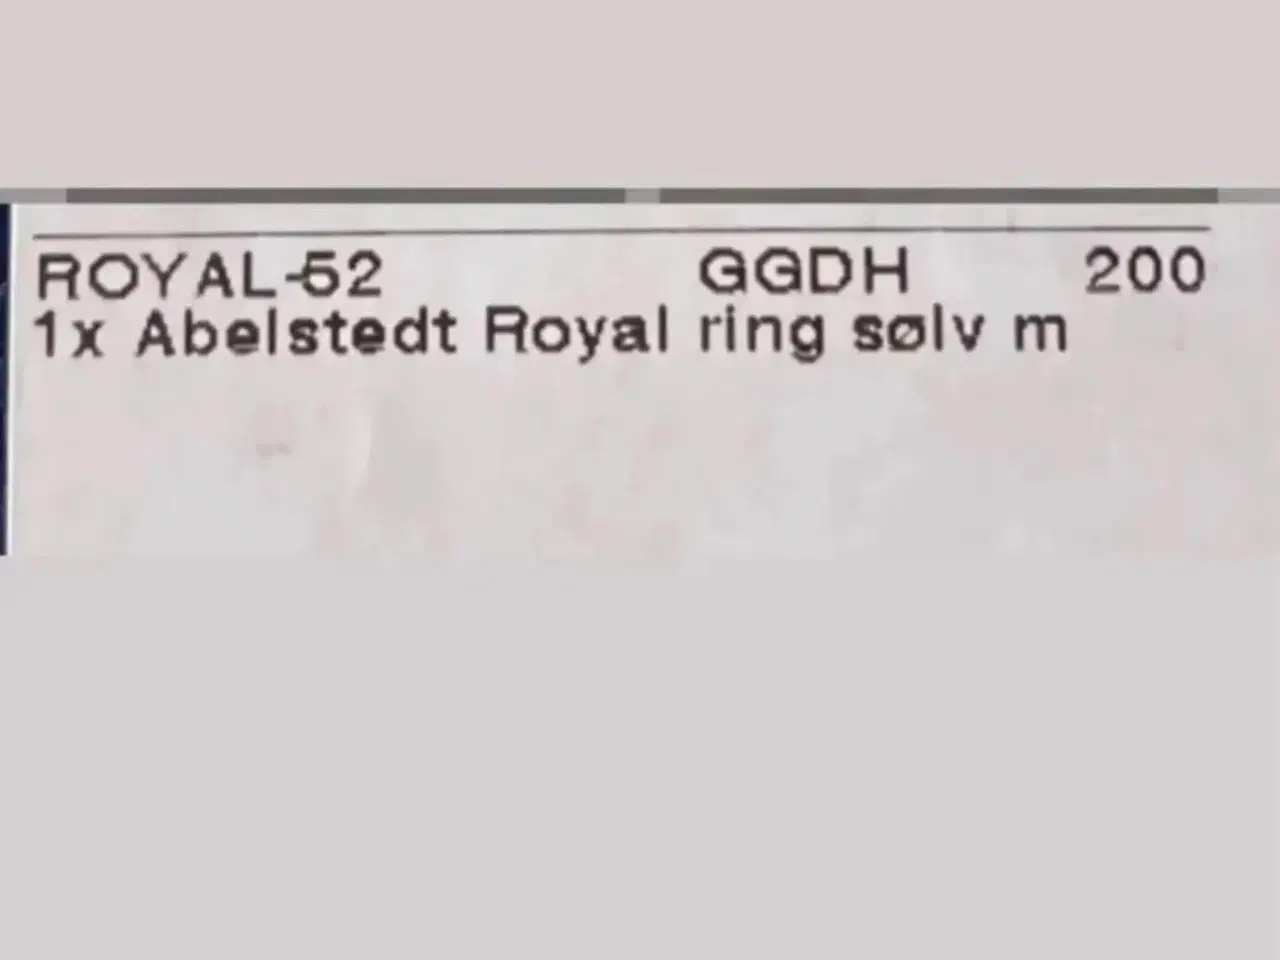 ROYAL-52 GGDH 200
1x Abelstedt Royal ring sølv m